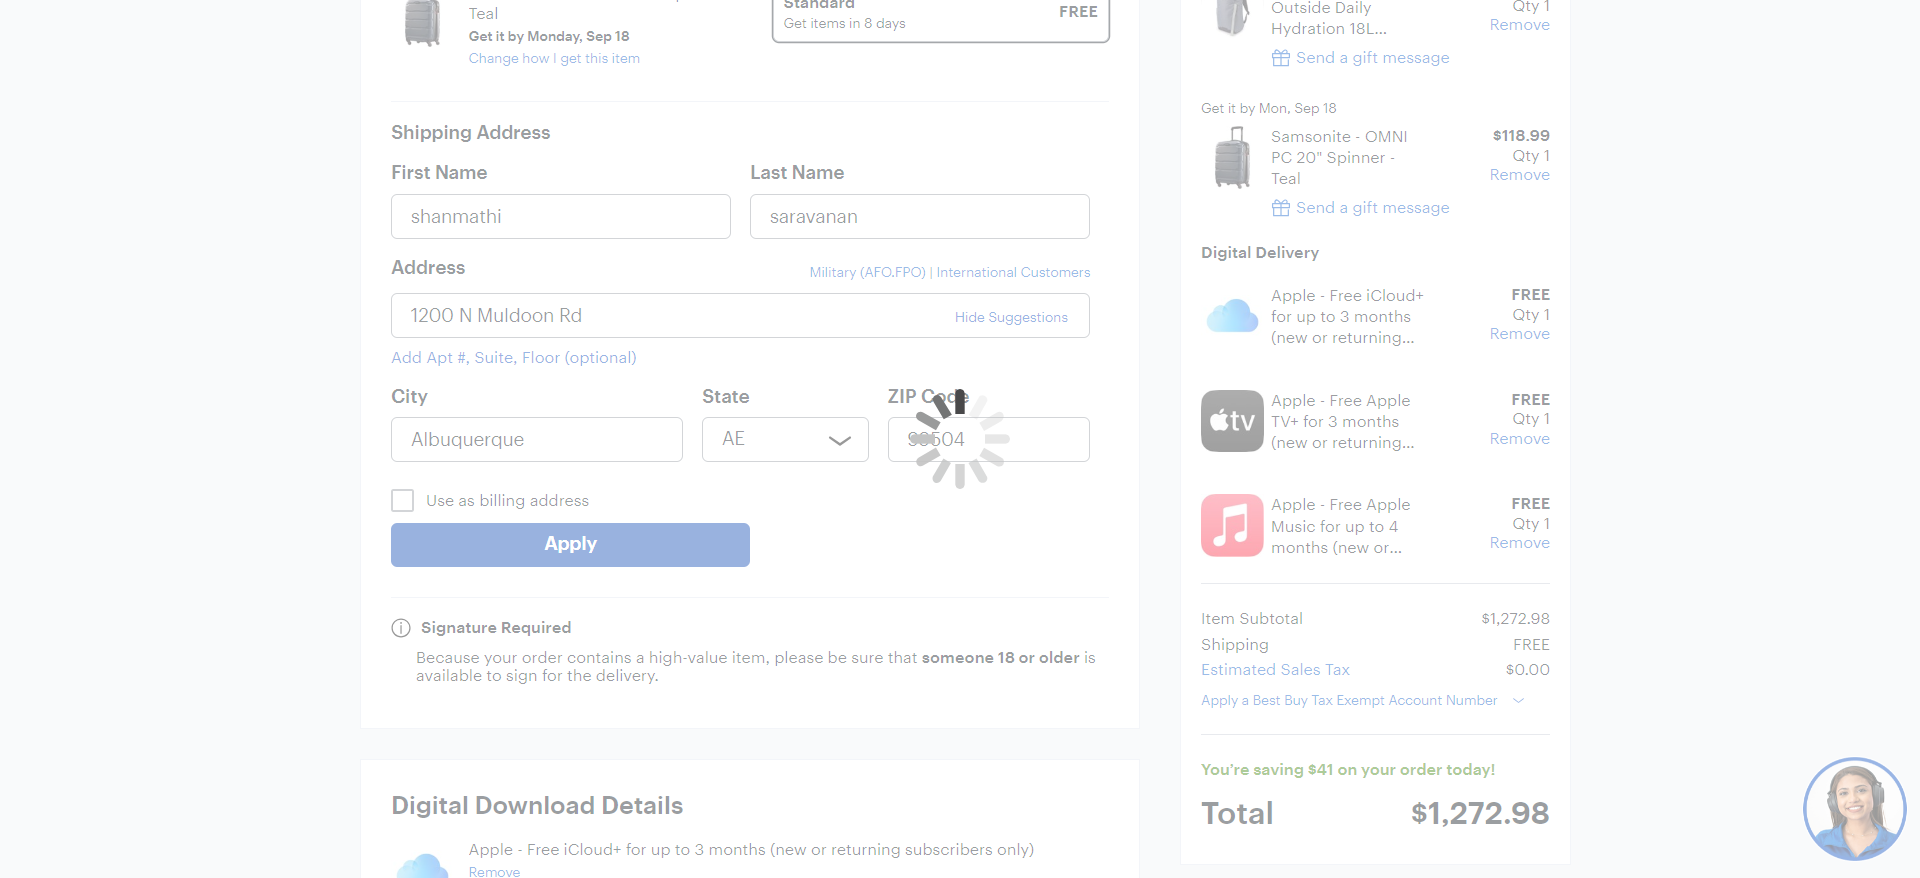 Teal
Get it by Monday, Sep 18
Change how I get this item
Standard
Get items in 8 days
FREE
Shipping Address
First Name
Last Name
shanmathi
saravanan
Address
Military (AFO.FPO) | International Customers
1200 N Muldoon Rd
Hide Suggestions
Add Apt #, Suite, Floor (optional)
City
State
ZIP Code
Albuquerque
AE
Use as billing address
Apply
Signature Required
Because your order contains a high-value item, please be sure that someone 18 or older is
available to sign for the delivery.
Digital Download Details
Apple - Free iCloud+ for up to 3 months (new or returning subscribers only)
Remove
Outside Daily
Hydration 18L...
Qty 1
Remove
Send a gift message
Get it by Mon, Sep 18
Samsonite - OMNI
PC 20" Spinner -
Teal
$118.99
Qty 1
Remove
Send a gift message
Digital Delivery
Apple - Free iCloud+
for up to 3 months
(new or returning...
FREE
Qty 1
Remove
tv
Apple - Free Apple
TV+ for 3 months
(new or returning...
FREE
Qty 1
Remove
Apple - Free Apple
Music for up to 4
months (new or...
FREE
Qty 1
Remove
Item Subtotal
$1,272.98
Shipping
FREE
Estimated Sales Tax
$0.00
Apply a Best Buy Tax Exempt Account Number
You're saving $41 on your order today!
Total
$1,272.98